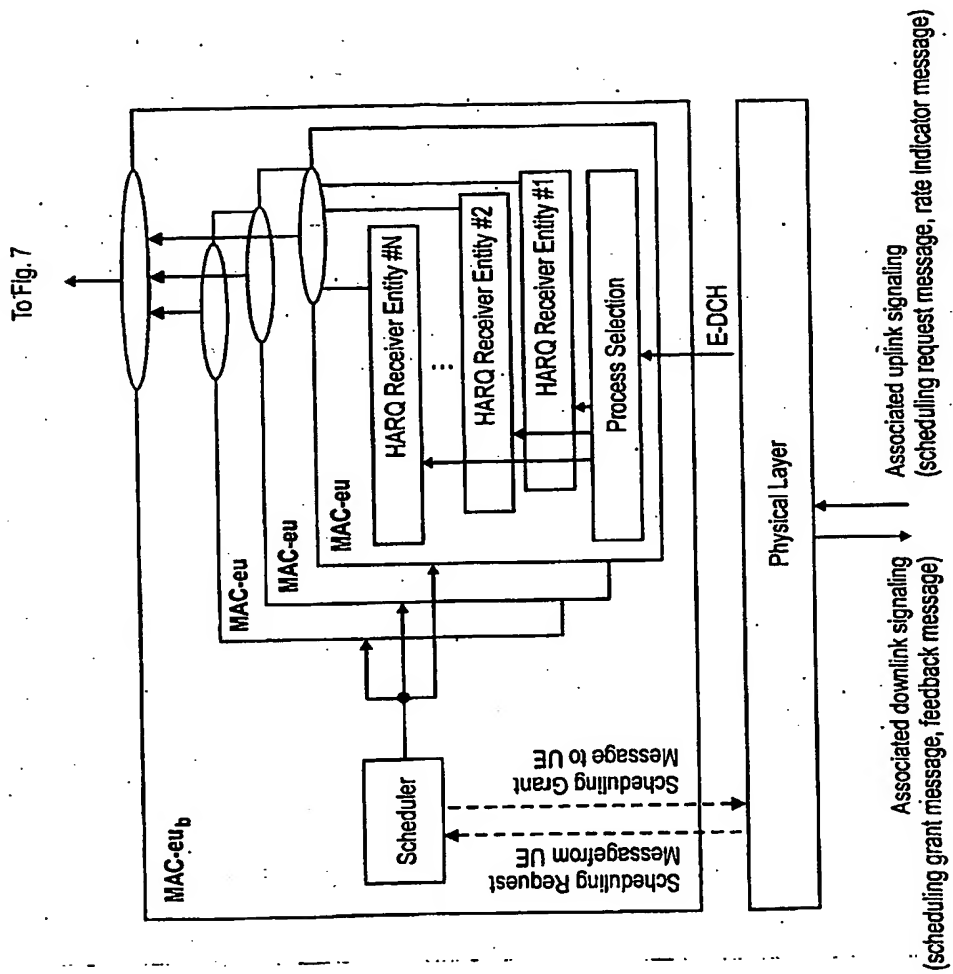 To Fig. 7
MAC-eub
MAC-eu
MAC-eu
MAC-eu
Scheduler
HARQ Receiver Entity #N
...
HARQ Receiver Entity #2
HARQ Receiver Entity #1
Process Selection
Scheduling Request
Messagefrom UE
Scheduling Grant
Message to UE
E-DCH
Physical Layer
Associated downlink signaling
(scheduling grant message, feedback message)
Associated uplink signaling
(scheduling request message, rate Indicator message)